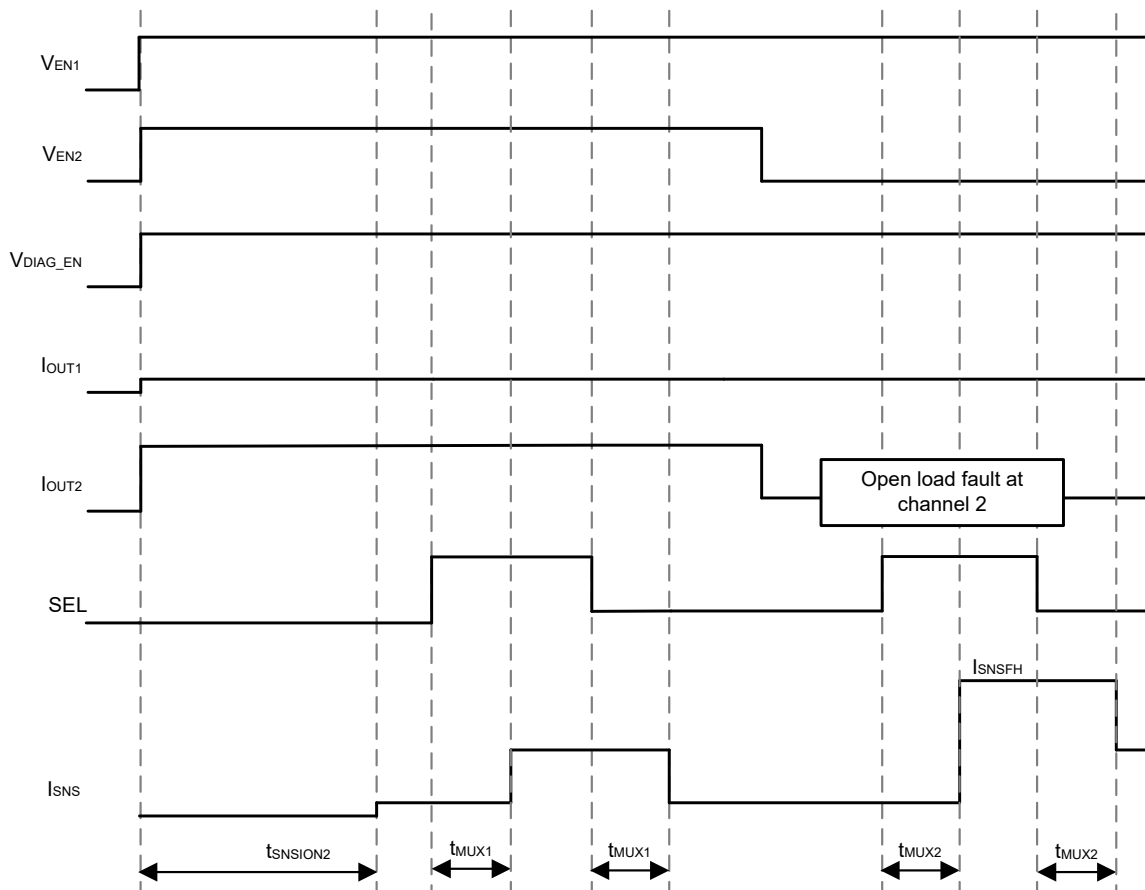 VEN1
VEN2
VDIAG_EN
IOUT1
IOUT2
Open load fault at
channel 2
SEL
ISNSFH
ISNS
tSNSION2
tMUX1
tMUX1
tMUX2
tMUX2